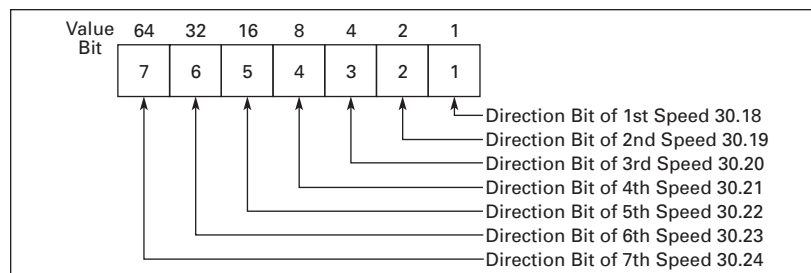 Value 64 32 16 8 4 2 1
Bit
7 6 5 4 3 2 1
Direction Bit of 1st Speed 30.18
Direction Bit of 2nd Speed 30.19
Direction Bit of 3rd Speed 30.20
Direction Bit of 4th Speed 30.21
Direction Bit of 5th Speed 30.22
Direction Bit of 6th Speed 30.23
Direction Bit of 7th Speed 30.24